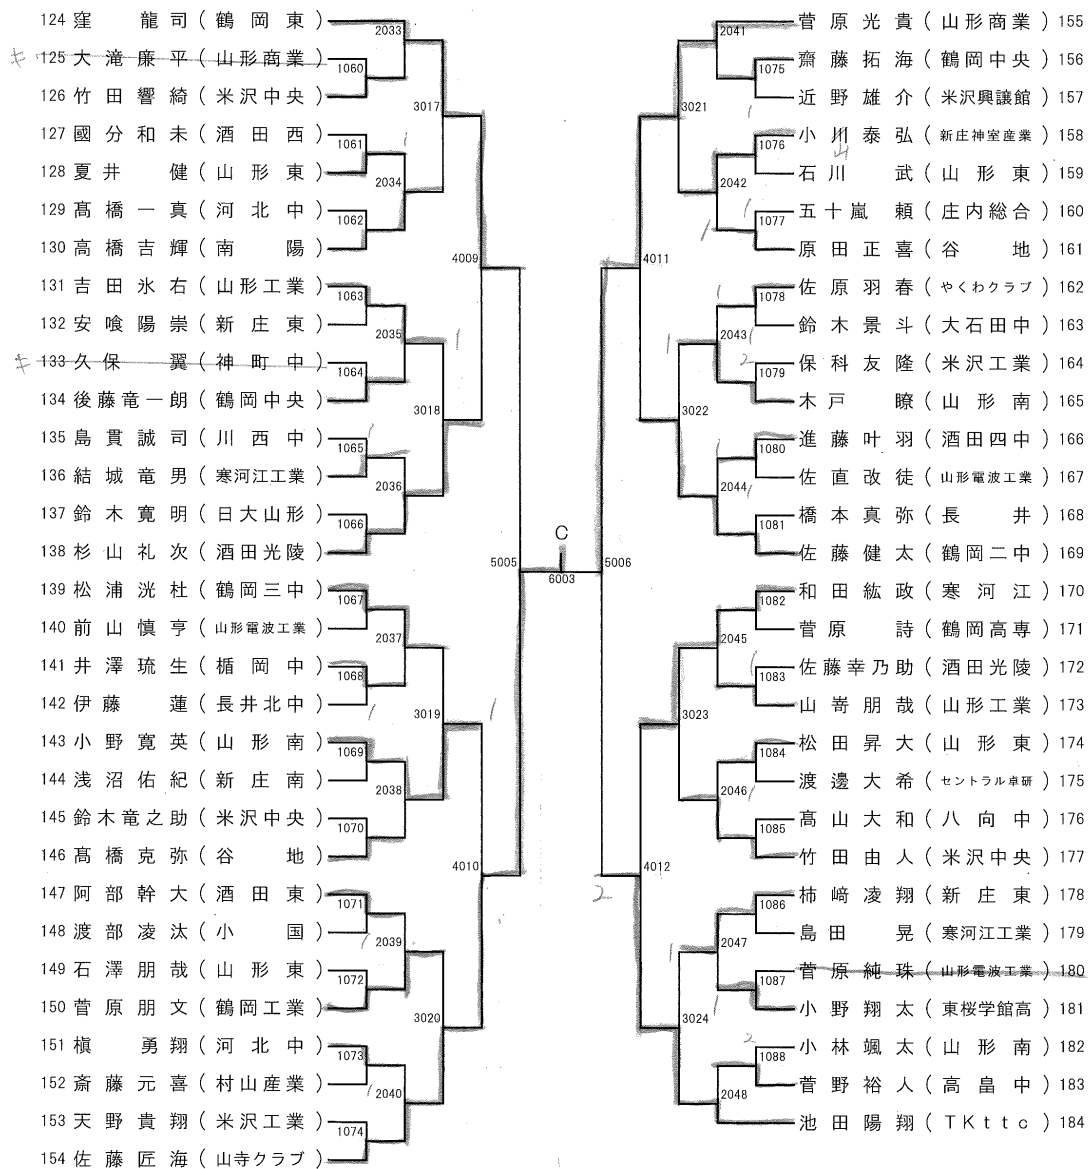 124 窪 龍司 (鶴岡東)
125 大滝廉平 (山形商業)
126 竹田響綺 (米沢中央)
127 國分和未 (酒田西)
128 夏井 健 (山形東)
129 髙橋一真 (河北中)
130 高橋吉輝 (南陽)
131 吉田氷右 (山形工業)
132 安喰陽崇 (新庄東)
133 久保 翼 (神町中)
134 後藤竜一朗 (鶴岡中央)
135 島貫誠司 (川西中)
136 結城竜男 (寒河江工業)
137 鈴木寛明 (日大山形)
138 杉山礼次 (酒田光陵)
139 松浦洸杜 (鶴岡三中)
140 前山慎亨 (山形電波工業)
141 井澤琉生 (楯岡中)
142 伊藤 蓮 (長井北中)
143 小野寛英 (山形南)
144 浅沼佑紀 (新庄南)
145 鈴木竜之助 (米沢中央)
146 髙橋克弥 (谷地)
147 阿部幹大 (酒田東)
148 渡部凌汰 (小国)
149 石澤朋哉 (山形東)
150 菅原朋文 (鶴岡工業)
151 槇 勇翔 (河北中)
152 斎藤元喜 (村山産業)
153 天野貴翔 (米沢工業)
154 佐藤匠海 (山寺クラブ)
2033
1060
3017
1061
2034
1062
4009
1063
2035
1064
3018
1065
2036
1066
5005
1067
2037
1068
3019
1069
2038
1070
4010
1071
2039
1072
3020
1073
2040
1074
C
6003
5006
2041
1075
3021
1076
2042
1077
4011
1078
2043
1079
3022
1080
2044
1081
1082
2045
1083
3023
1084
2046
1085
4012
1086
2047
1087
3024
1088
2048
菅原光貴 (山形商業) 155
齋藤拓海 (鶴岡中央) 156
近野雄介 (米沢興譲館) 157
小川泰弘 (新庄神室産業) 158
山
石川 武 (山形東) 159
五十嵐 頼 (庄内総合) 160
原田正喜 (谷地) 161
佐原羽春 (やくわクラブ) 162
鈴木景斗 (大石田中) 163
保科友隆 (米沢工業) 164
木戸 瞭 (山形南) 165
進藤叶羽 (酒田四中) 166
佐直改徒 (山形電波工業) 167
橋本真弥 (長井) 168
佐藤健太 (鶴岡二中) 169
和田紘政 (寒河江) 170
菅原 詩 (鶴岡高専) 171
佐藤幸乃助 (酒田光陵) 172
山嵜朋哉 (山形工業) 173
松田昇大 (山形東) 174
渡邊大希 (セントラル卓研) 175
髙山大和 (八向中) 176
竹田由人 (米沢中央) 177
柿﨑凌翔 (新庄東) 178
島田 晃 (寒河江工業) 179
菅原純珠 (山形電波工業) 180
小野翔太 (東桜学館高) 181
小林颯太 (山形南) 182
菅野裕人 (高畠中) 183
池田陽翔 (TKttc) 184